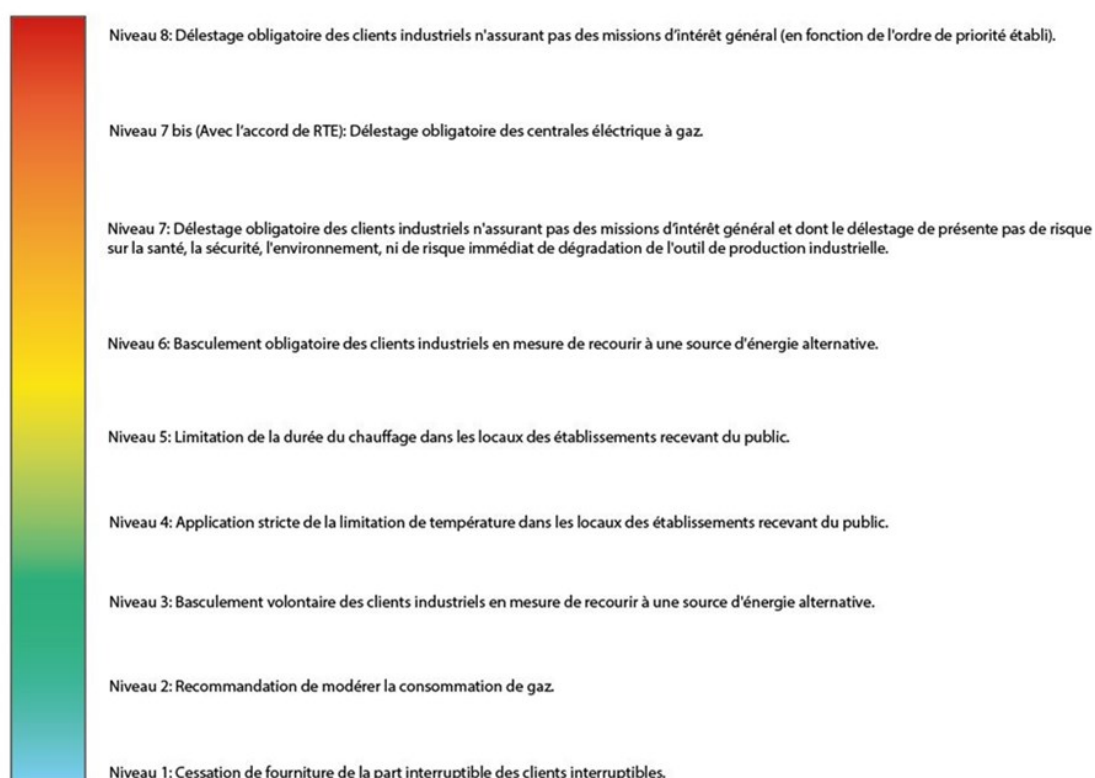 Niveau 8: Délestage obligatoire des clients industriels n'assurant pas des missions d'intérêt général (en fonction de l'ordre de priorité établi).
Niveau 7 bis (Avec l'accord de RTE): Délestage obligatoire des centrales éléctrique à gaz.
Niveau 7: Délestage obligatoire des clients industriels n'assurant pas des missions d'intérêt général et dont le délestage de présente pas de risque
sur la santé, la sécurité, l'environnement, ni de risque immédiat de dégradation de l'outil de production industrielle.
Niveau 6: Basculement obligatoire des clients industriels en mesure de recourir à une source d'énergie alternative.
Niveau 5: Limitation de la durée du chauffage dans les locaux des établissements recevant du public.
Niveau 4: Application stricte de la limitation de température dans les locaux des établissements recevant du public.
Niveau 3: Basculement volontaire des clients industriels en mesure de recourir à une source d'énergie alternative.
Niveau 2: Recommandation de modérer la consommation de gaz.
Niveau 1: Cessation de fourniture de la part interruptible des clients interruptibles.